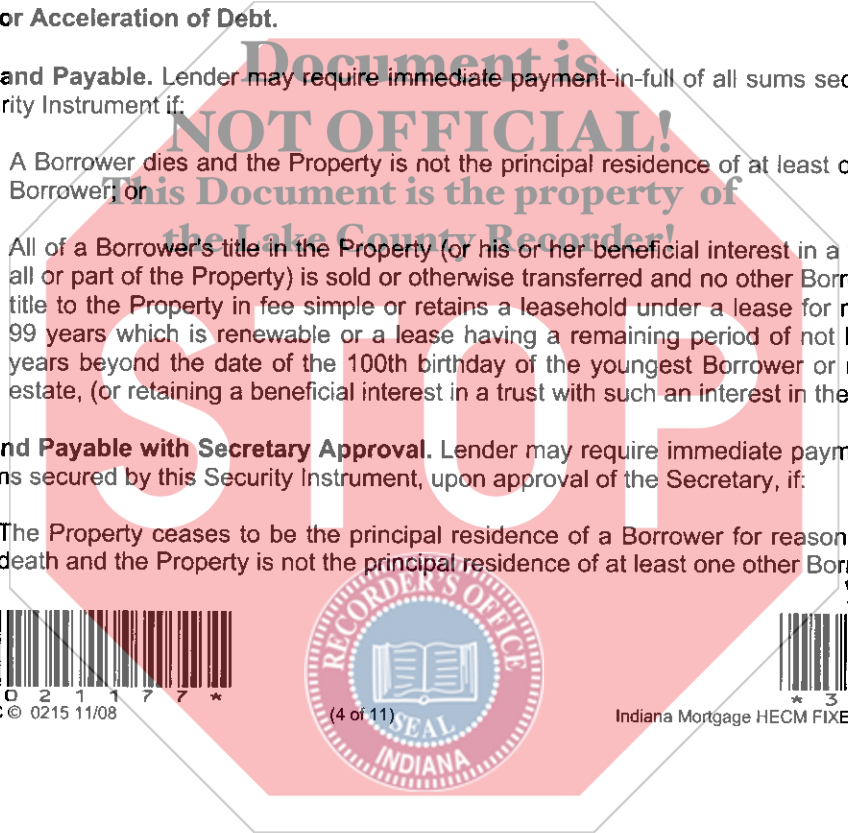 or Acceleration of Debt.
Document is
and Payable. Lender may require immediate payment-in-full of all sums sec
rity Instrument if:
NOT OFFICIAL!
A Borrower dies and the Property is not the principal residence of at least o
Borrower; or
This Document is the property of
the Lake County Recorder!
All of a Borrower's title in the Property (or his or her beneficial interest in a
all or part of the Property) is sold or otherwise transferred and no other Borr
title to the Property in fee simple or retains a leasehold under a lease for
99 years which is renewable or a lease having a remaining period of not
years beyond the date of the 100th birthday of the youngest Borrower or
estate, (or retaining a beneficial interest in a trust with such an interest in the
STOP
nd Payable with Secretary Approval. Lender may require immediate paym
ns secured by this Security Instrument, upon approval of the Secretary, if:
The Property ceases to be the principal residence of a Borrower for reason
death and the Property is not the principal residence of at least one other Borr
RECORDER'S OFFICE
SEAL
INDIANA
0 2 1 1 7 7 *
* 3
© 0215 11/08
(4 of 11)
Indiana Mortgage HECM FIXE